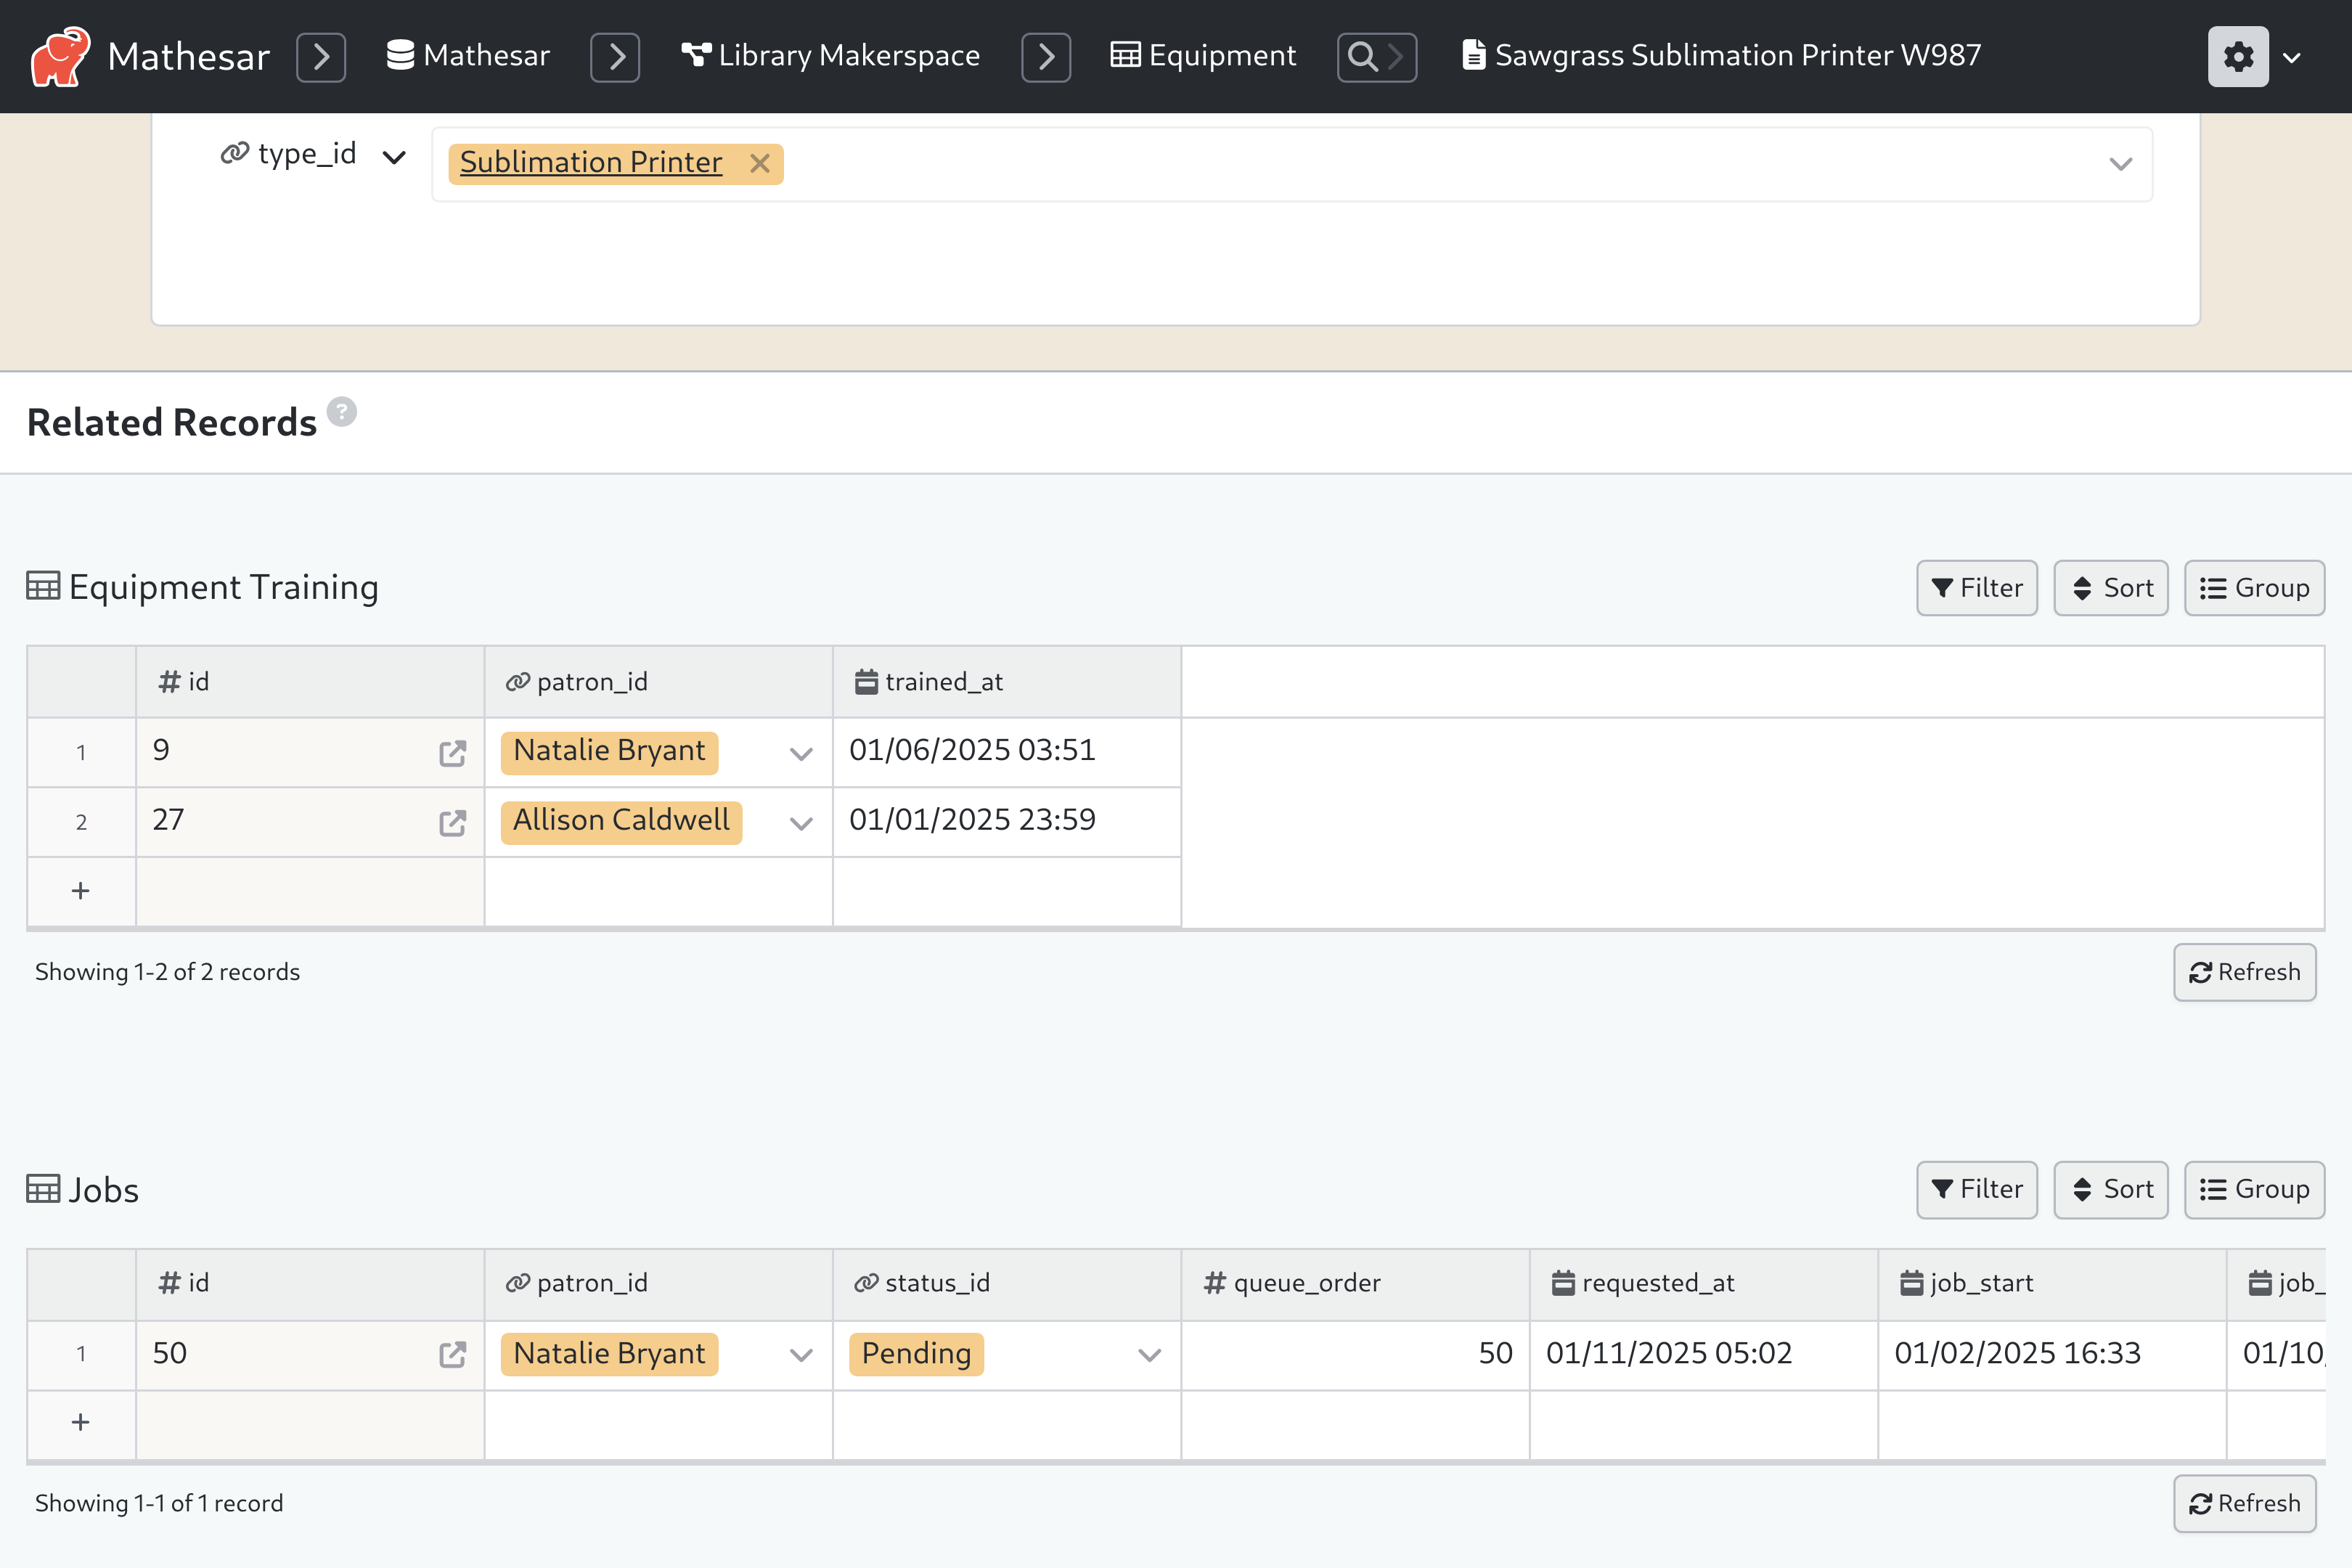 Mathesar Mathesar Library Makerspace Equipment Sawgrass Sublimation Printer W987
type_id Sublimation Printer
Related Records ?
Equipment Training Filter Sort Group
# id patron_id trained_at
1 9 Natalie Bryant 01/06/2025 03:51
2 27 Allison Caldwell 01/01/2025 23:59
+
Showing 1-2 of 2 records Refresh
Jobs Filter Sort Group
# id patron_id status_id # queue_order requested_at job_start job_
1 50 Natalie Bryant Pending 50 01/11/2025 05:02 01/02/2025 16:33 01/10
+
Showing 1-1 of 1 record Refresh